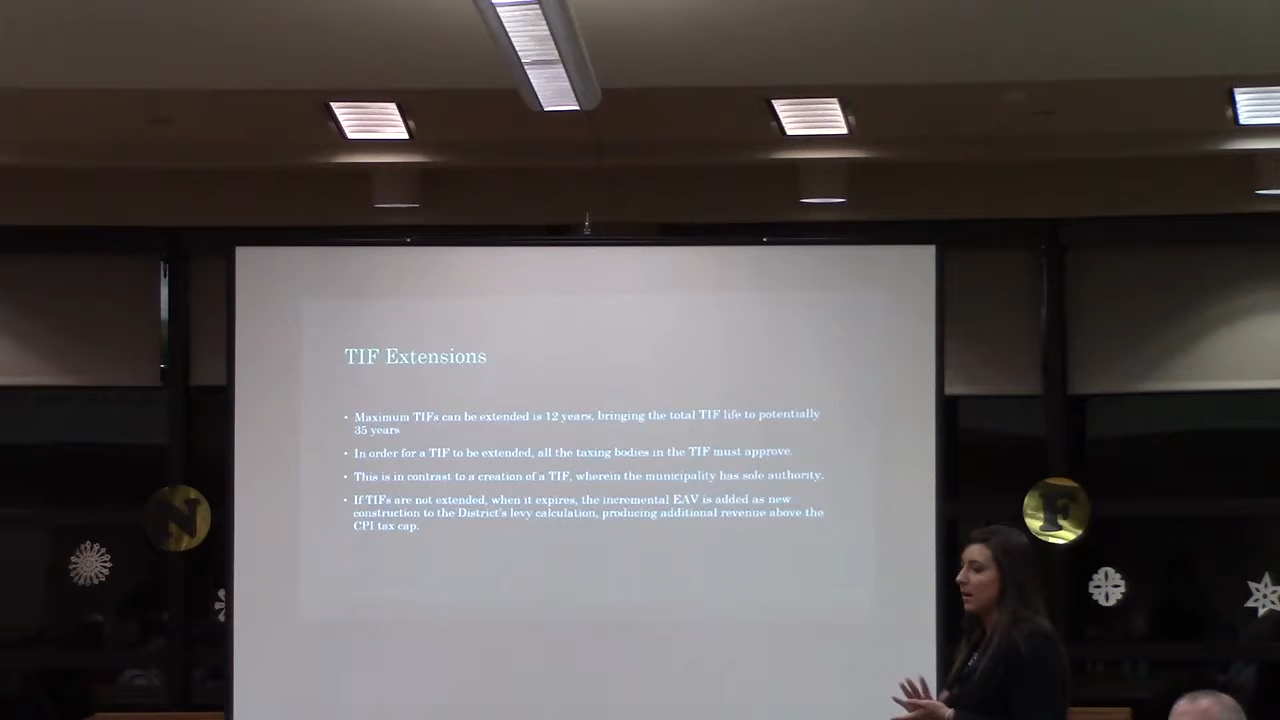 TIF Extensions
• Maximum TIFs can be extended is 12 years, bringing the total TIF life to potentially
35 years
• In order for a TIF to be extended, all the taxing bodies in the TIF must approve.
• This is in contrast to a creation of a TIF, wherein the municipality has sole authority.
• If TIFs are not extended, when it expires, the incremental EAV is added as new
construction to the District's levy calculation, producing additional revenue above the
CPI tax cap.
N
F